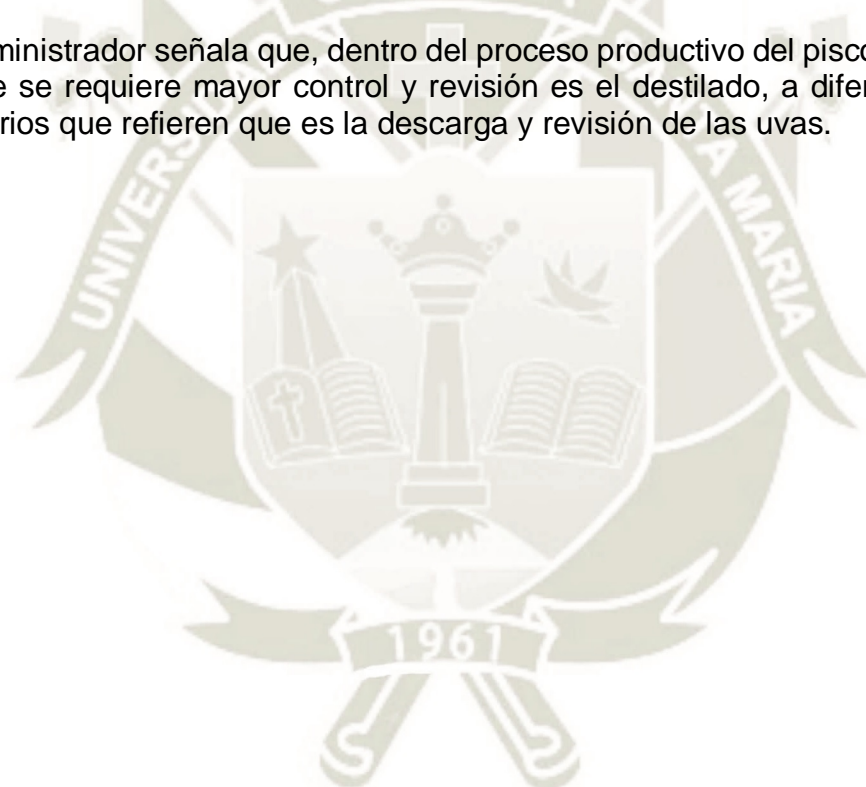 ministrador señala que, dentro del proceso productivo del pisco
e se requiere mayor control y revisión es el destilado, a difer
rios que refieren que es la descarga y revisión de las uvas.
UNIVERS
TA MARIA
1961